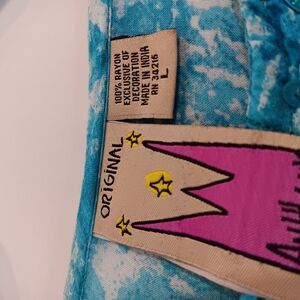 100% RAYON
EXCLUSIVE OF
DECORATION
MADE IN INDIA
RN 34216
L
ORIGINAL